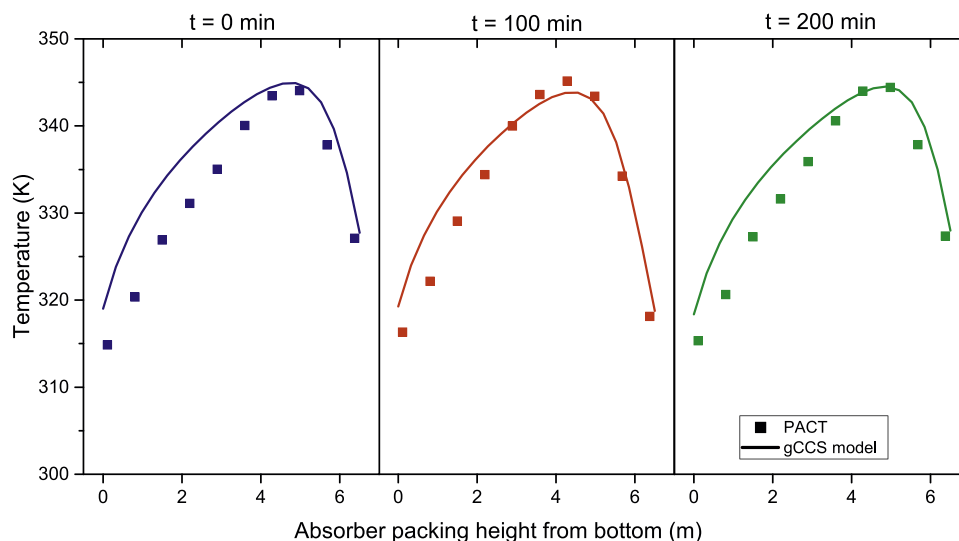 t = 0 min
t = 100 min
t = 200 min
350
340
330
320
310
300
Temperature (K)
PACT
gCCS model
0 2 4 6 0 2 4 6 0 2 4 6
Absorber packing height from bottom (m)